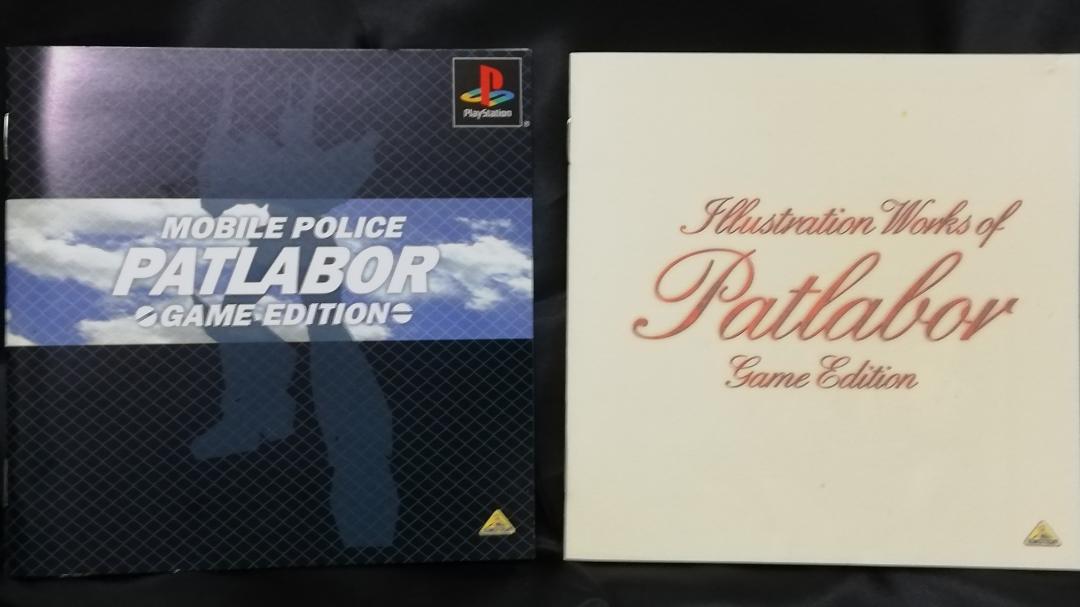 PlayStation
®
MOBILE POLICE
PATLABOR
GAME EDITION
Illustration Works of
Patlabor
Game Edition